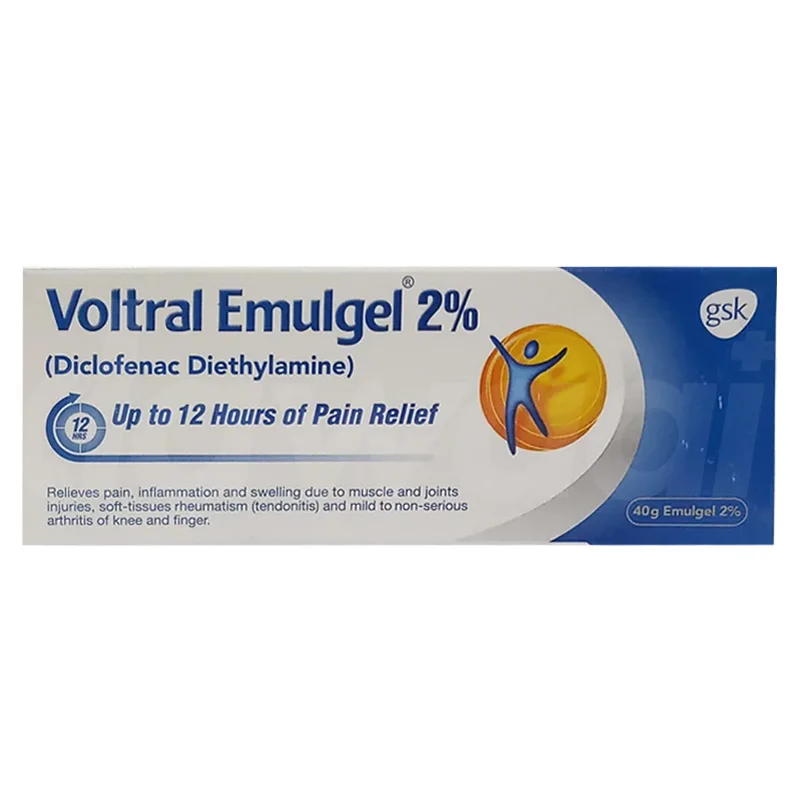 Voltral Emulgel® 2%
(Diclofenac Diethylamine)
12
HRS
Up to 12 Hours of Pain Relief
Relieves pain, inflammation and swelling due to muscle and joints
injuries, soft-tissues rheumatism (tendonitis) and mild to non-serious
arthritis of knee and finger.
gsk
40g Emulgel 2%